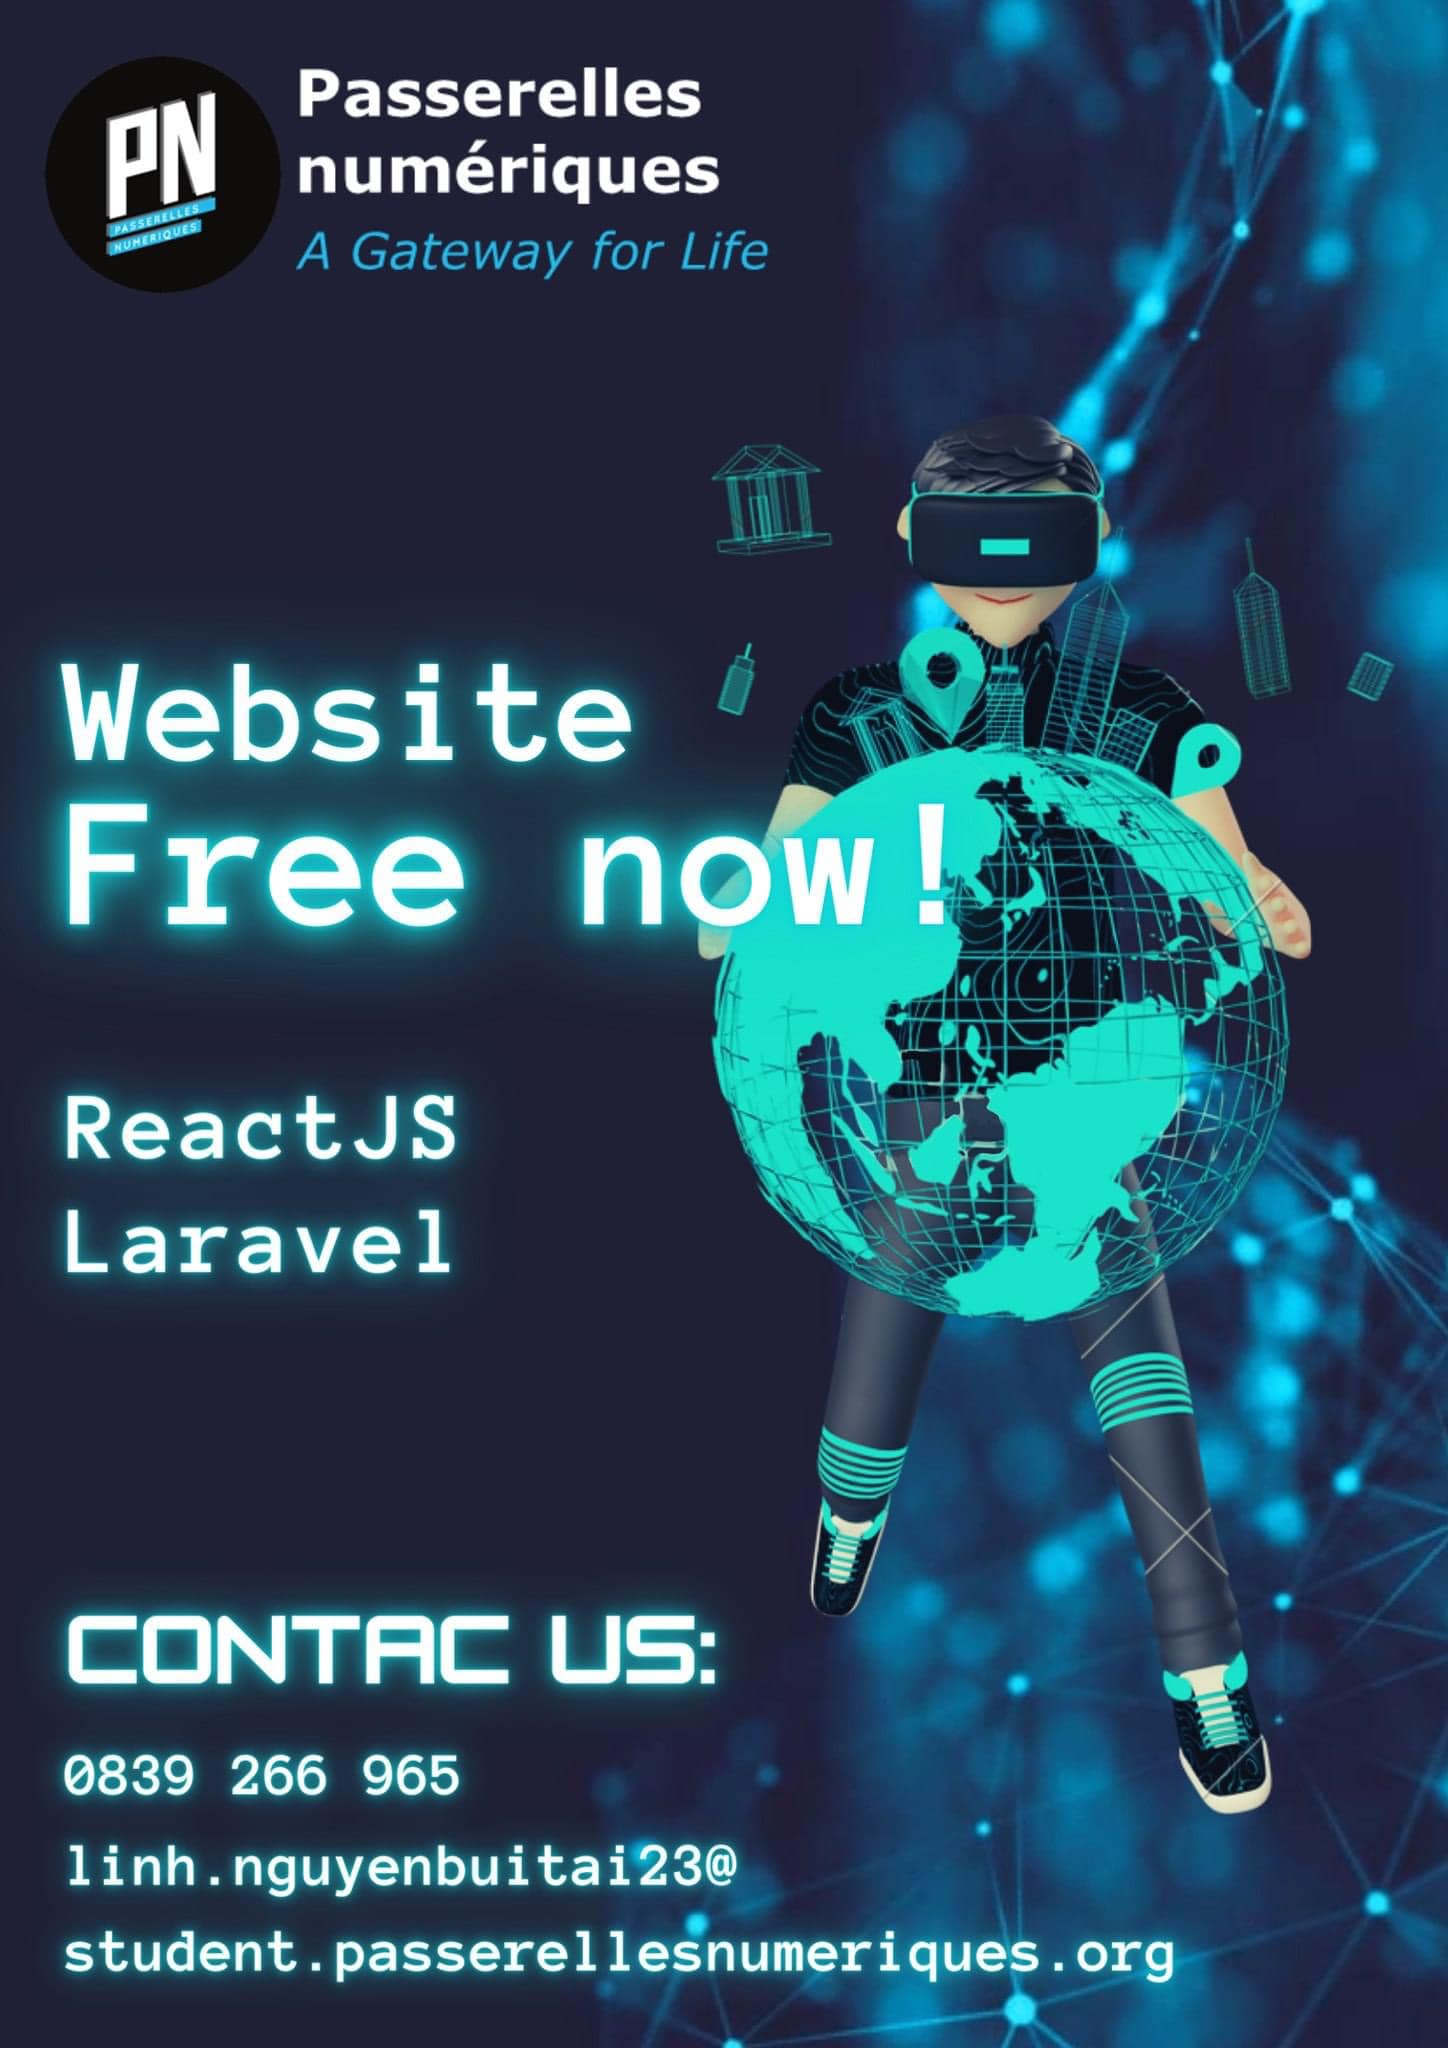 PN
PASSERELLES
NUMERIQUES
Passerelles
numériques
A Gateway for Life
Website
Free now!
ReactJS
Laravel
CONTAC US:
0839 266 965
linh.nguyenbuitai23@
student.passerellesnumeriques.org